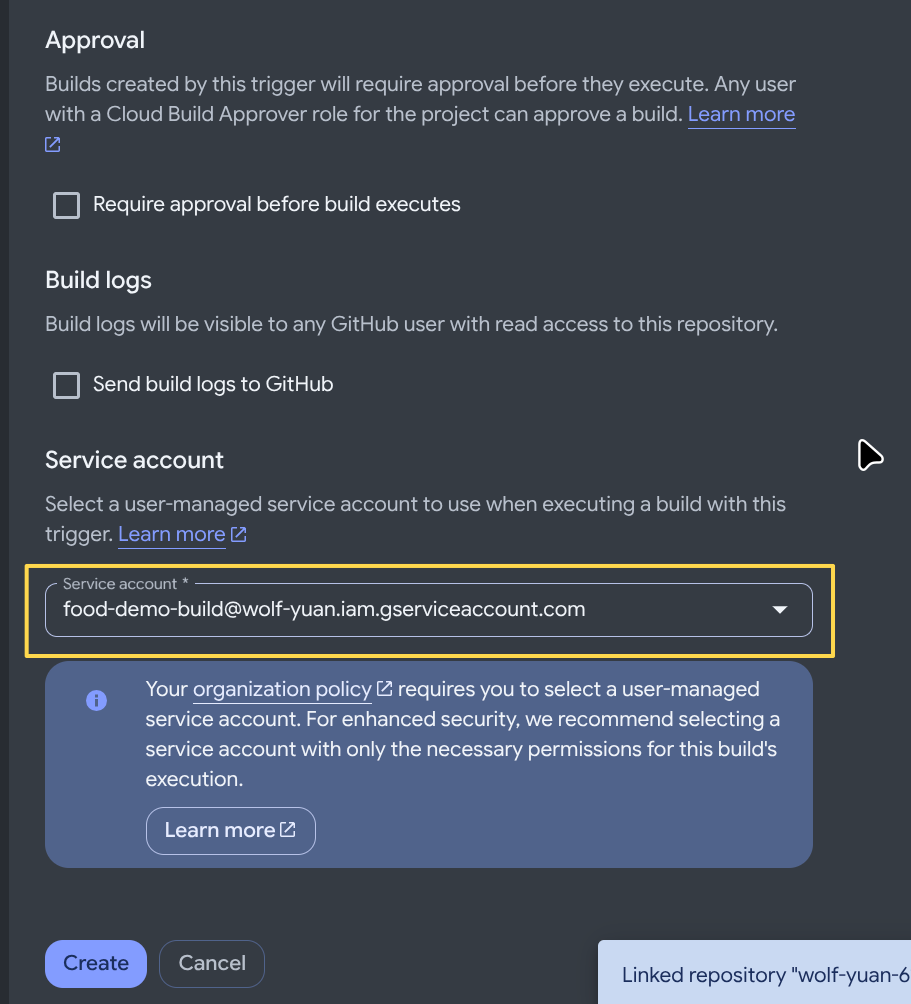 Approval
Builds created by this trigger will require approval before they execute. Any user
with a Cloud Build Approver role for the project can approve a build. Learn more
Require approval before build executes
Build logs
Build logs will be visible to any GitHub user with read access to this repository.
Send build logs to GitHub
Service account
Select a user-managed service account to use when executing a build with this
trigger. Learn more
Service account *
food-demo-build@wolf-yuan.iam.gserviceaccount.com
Your organization policy requires you to select a user-managed
service account. For enhanced security, we recommend selecting a
service account with only the necessary permissions for this build's
execution.
Learn more
Create
Cancel
Linked repository "wolf-yuan-6